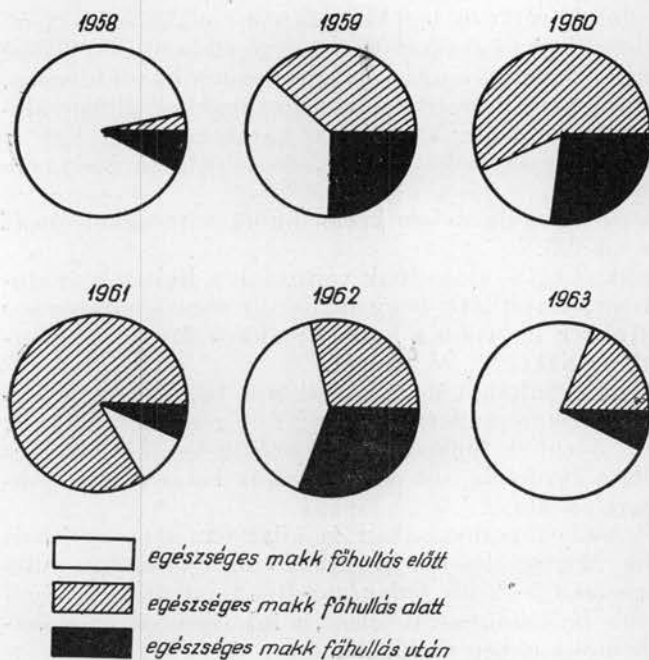 1958 1959 1960
1961 1962 1963
egészséges makk főhullás előtt
egészséges makk főhullás alatt
egészséges makk főhullás után